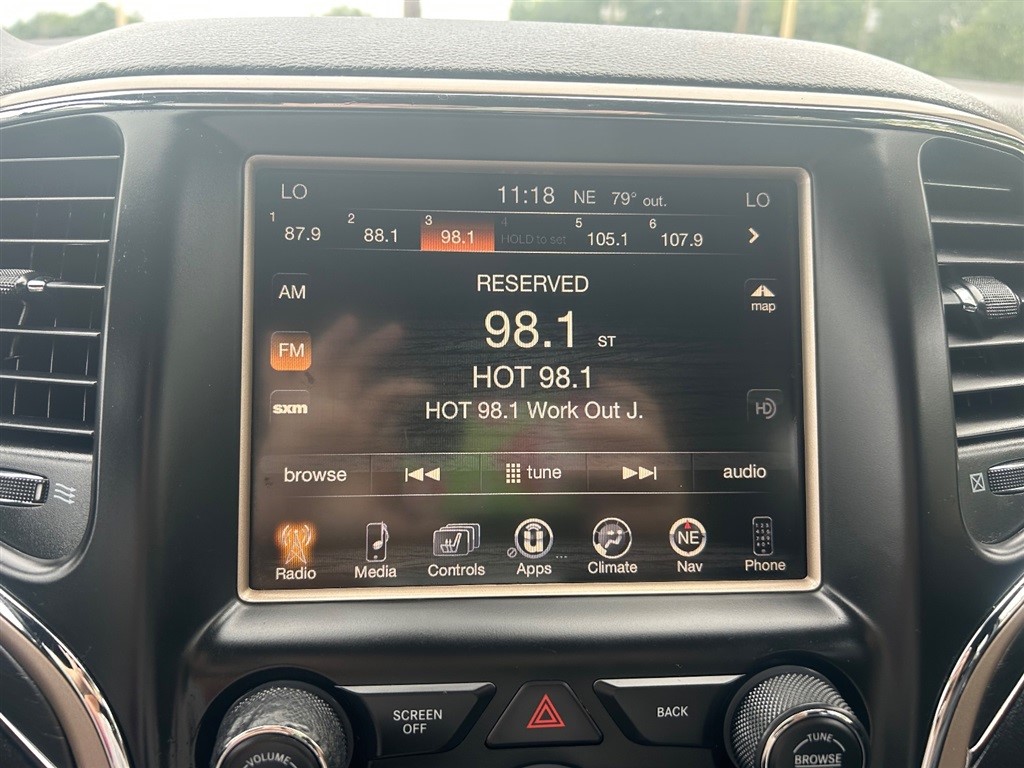 LO 11:18 NE 79° out. LO
1 87.9 2 88.1 3 98.1 4 HOLD to set 5 105.1 6 107.9
RESERVED
AM
98.1 ST
map
FM
HOT 98.1
sxm
HOT 98.1 Work Out J.
HD
browse tune audio
NE
Radio Media Controls Apps ... Climate Nav Phone
SCREEN
OFF
BACK
VOLUME
TUNE
BROWSE